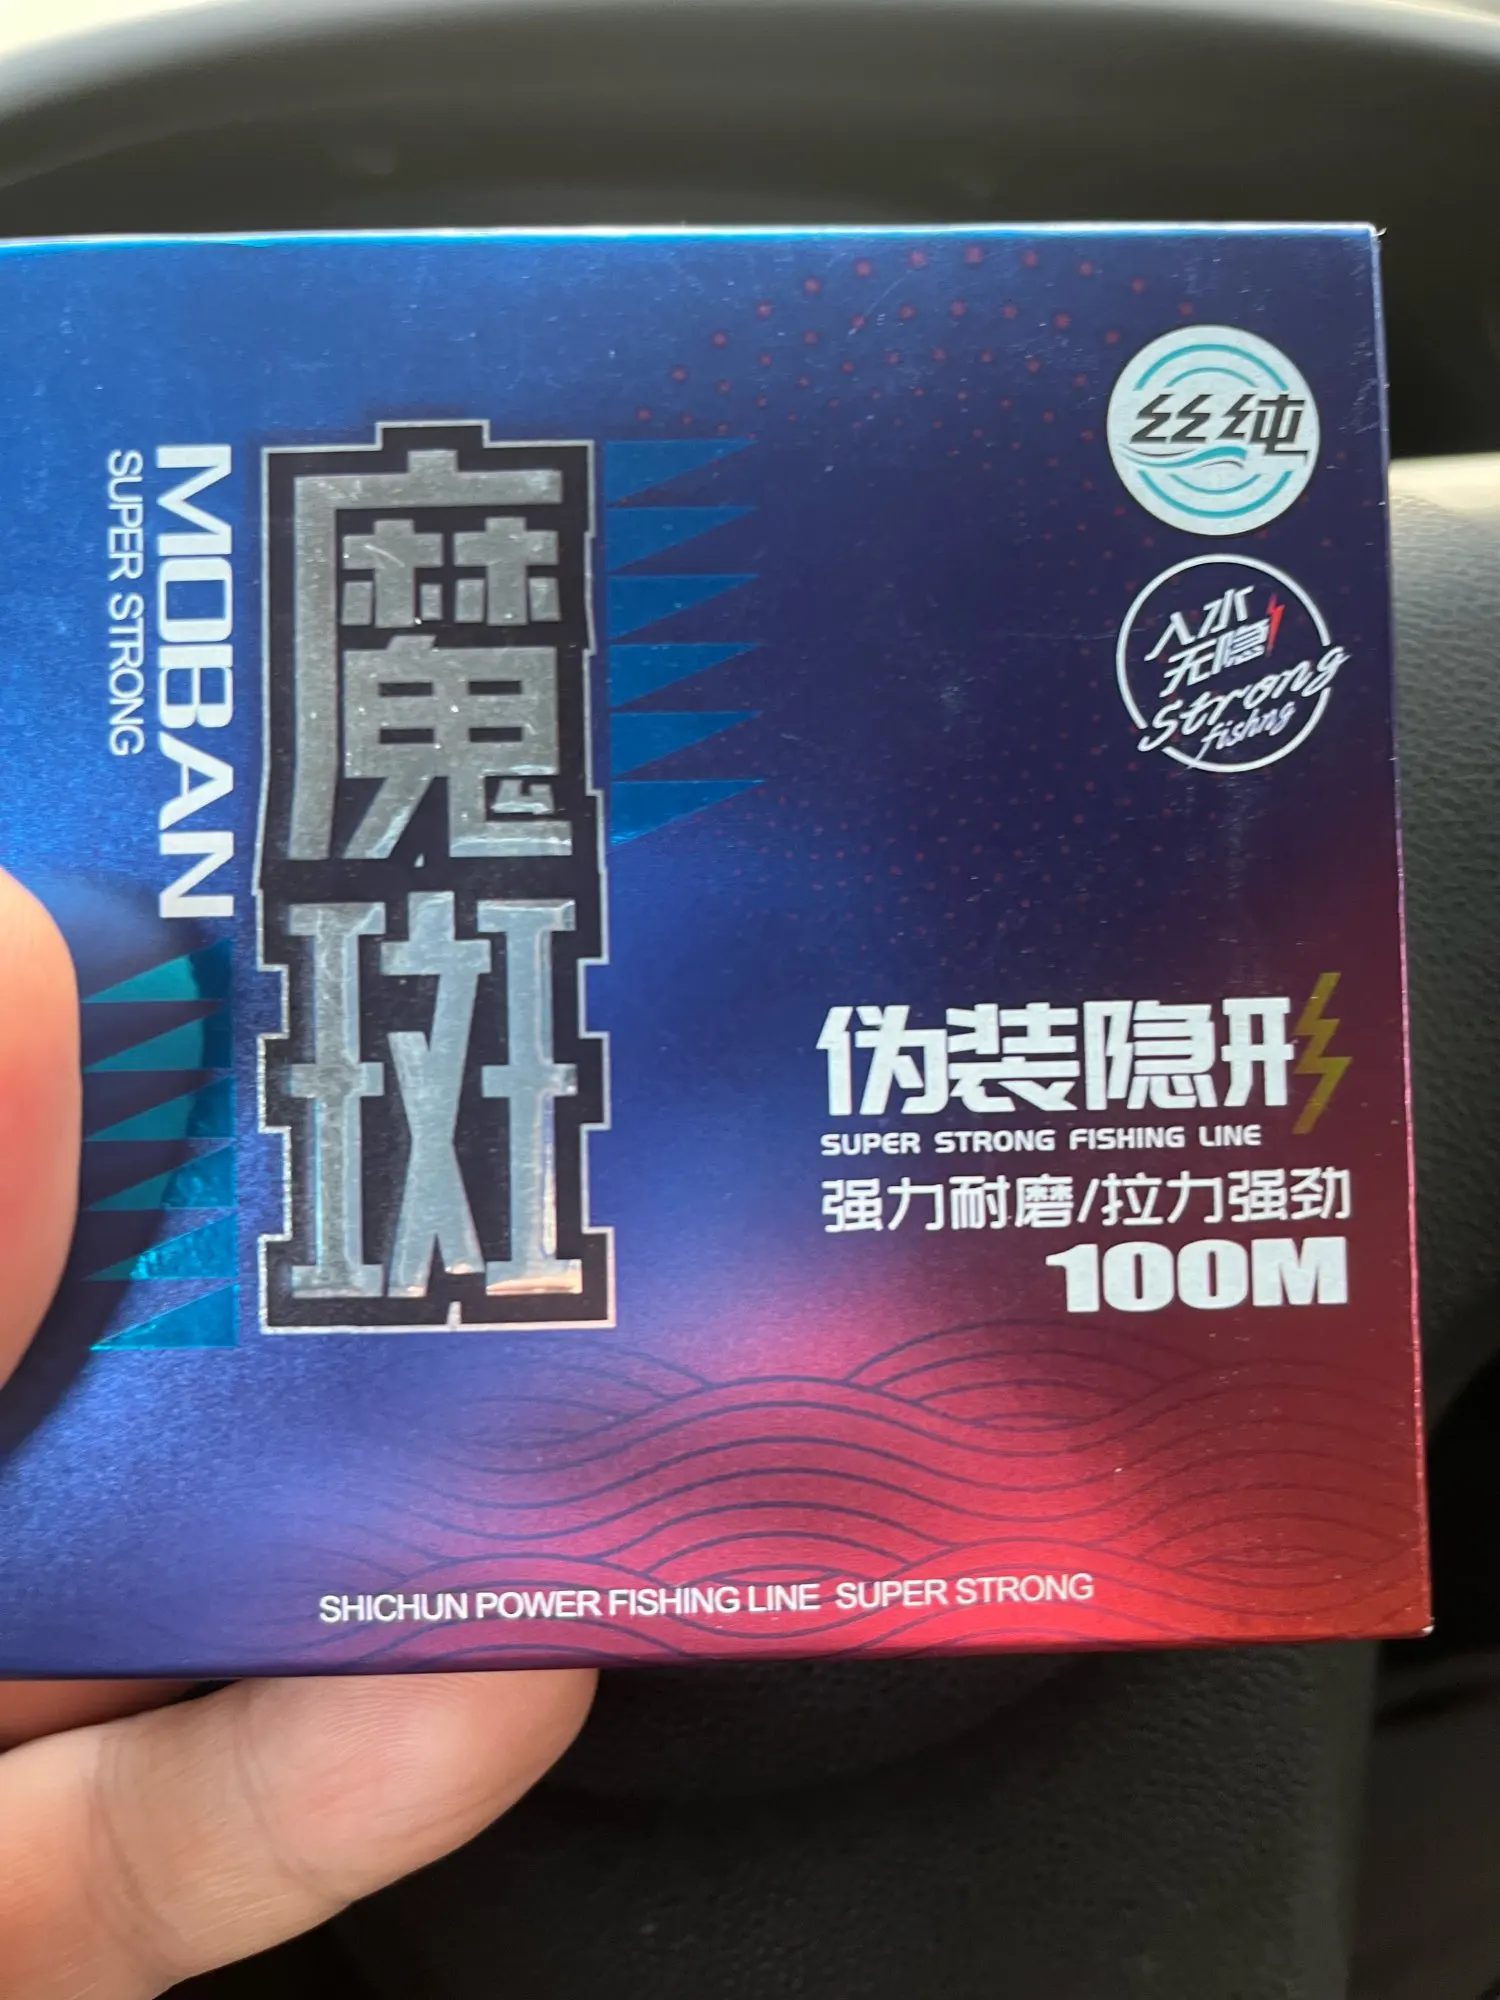 丝纯
入水
无隐
Strong
fishng
魔斑
MOBAN
SUPER STRONG
伪装隐形
SUPER STRONG FISHING LINE
强力耐磨/拉力强劲
100M
SHICHUN POWER FISHING LINE SUPER STRONG